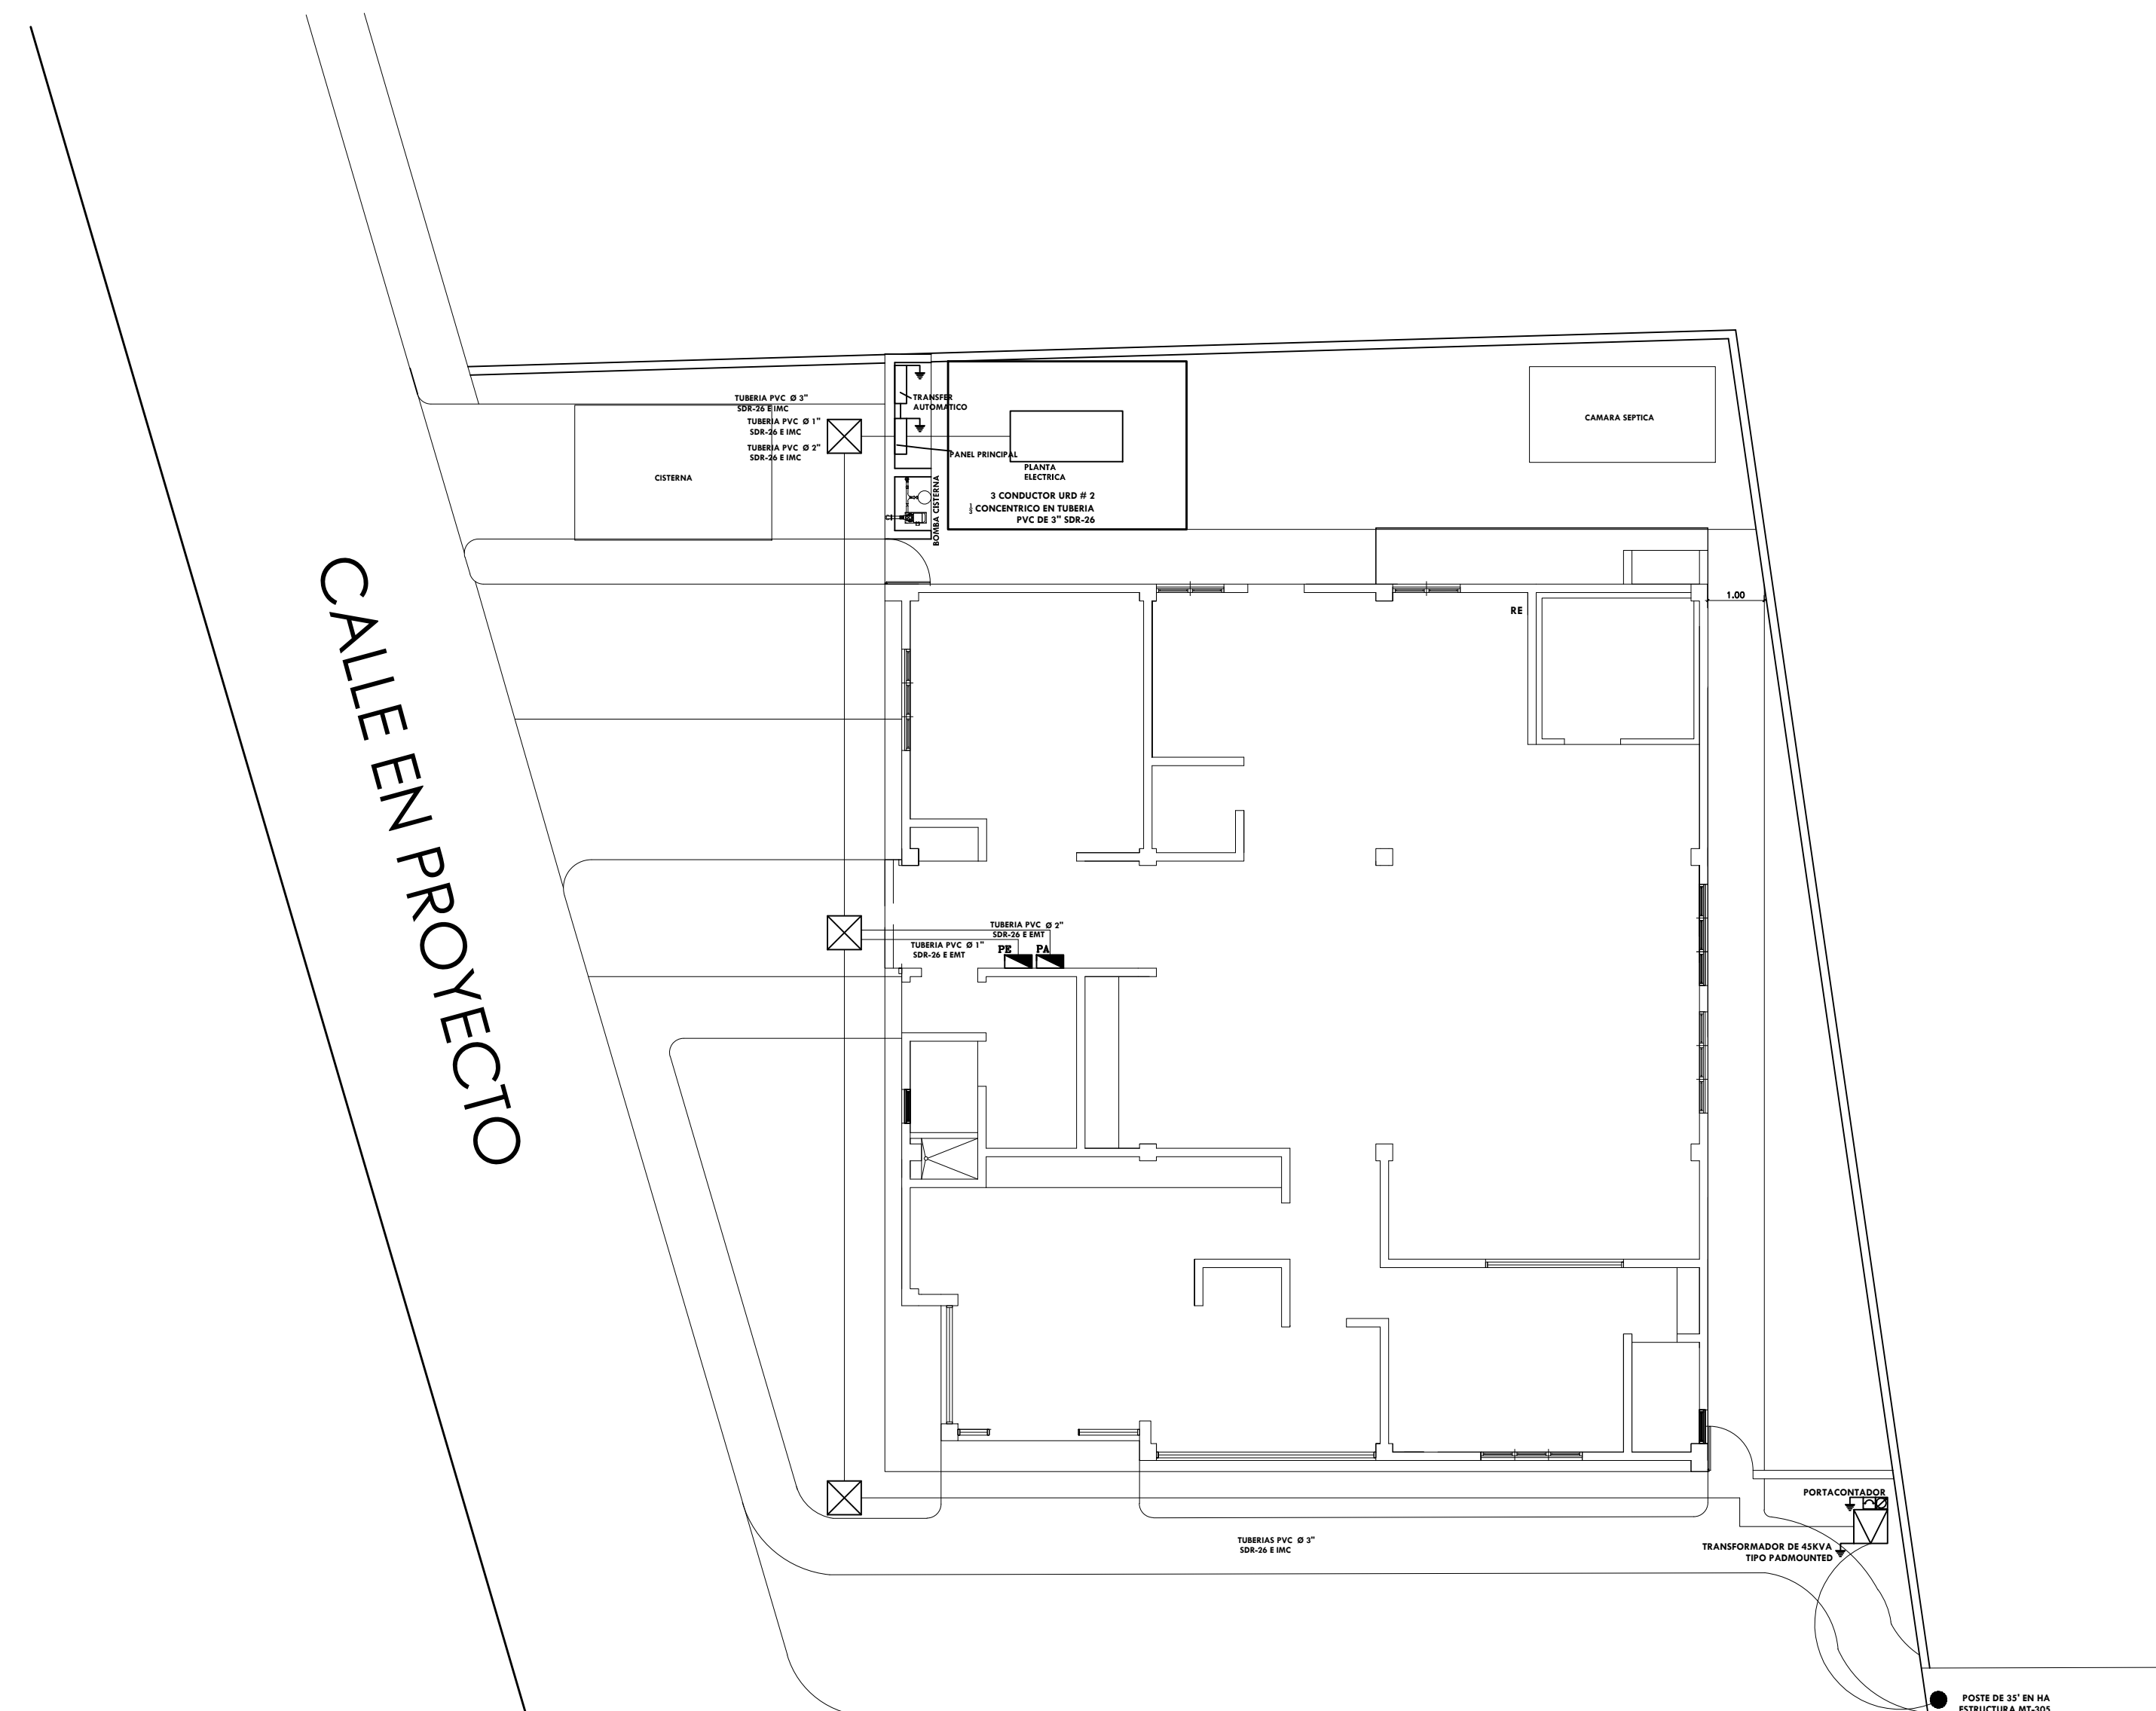 TUBERIA PVC Ø 3"
SDR-26 E IMC
TUBERIA PVC Ø 1"
SDR-26 E IMC
TUBERIA PVC Ø 2"
SDR-26 E IMC
TRANSFER
AUTOMATICO
PANEL PRINCIPAL
PLANTA
ELECTRICA
3 CONDUCTOR URD # 2
CONCENTRICO EN TUBERIA
PVC DE 3" SDR-26
BOMBA CISTERNA
CISTERNA
CAMARA SEPTICA
1.00
RE
CALLE EN PROYECTO
TUBERIA PVC Ø 2"
SDR-26 E EMT
TUBERIA PVC Ø 1"
SDR-26 E EMT
PE
PA
PORTACONTADOR
TUBERIAS PVC Ø 3"
SDR-26 E IMC
TRANSFORMADOR DE 45KVA
TIPO PADMOUNTED
POSTE DE 35' EN HA
ESTRUCTURA MT-305